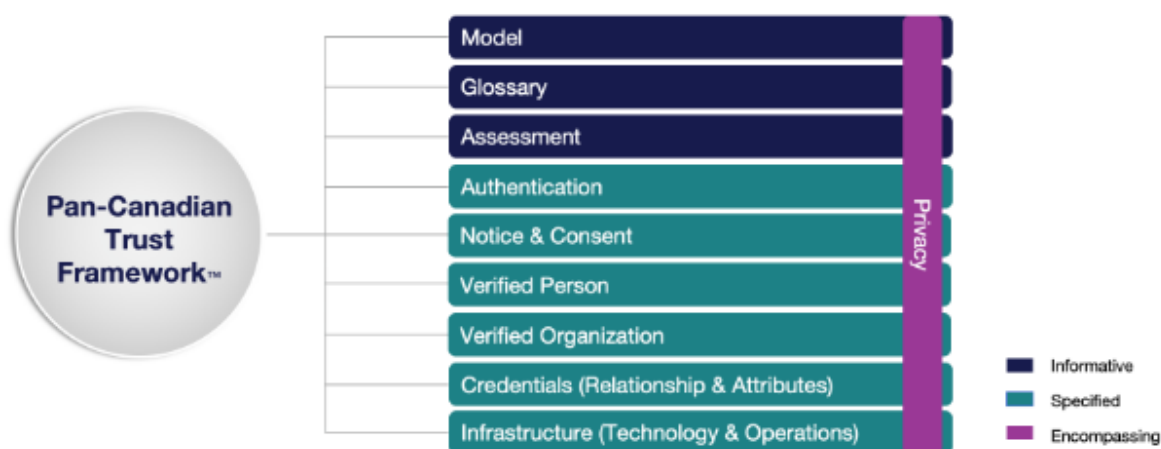 Pan-Canadian
Trust
Framework™
Model
Glossary
Assessment
Authentication
Notice & Consent
Verified Person
Verified Organization
Credentials (Relationship & Attributes)
Infrastructure (Technology & Operations)
Privacy
Informative
Specified
Encompassing